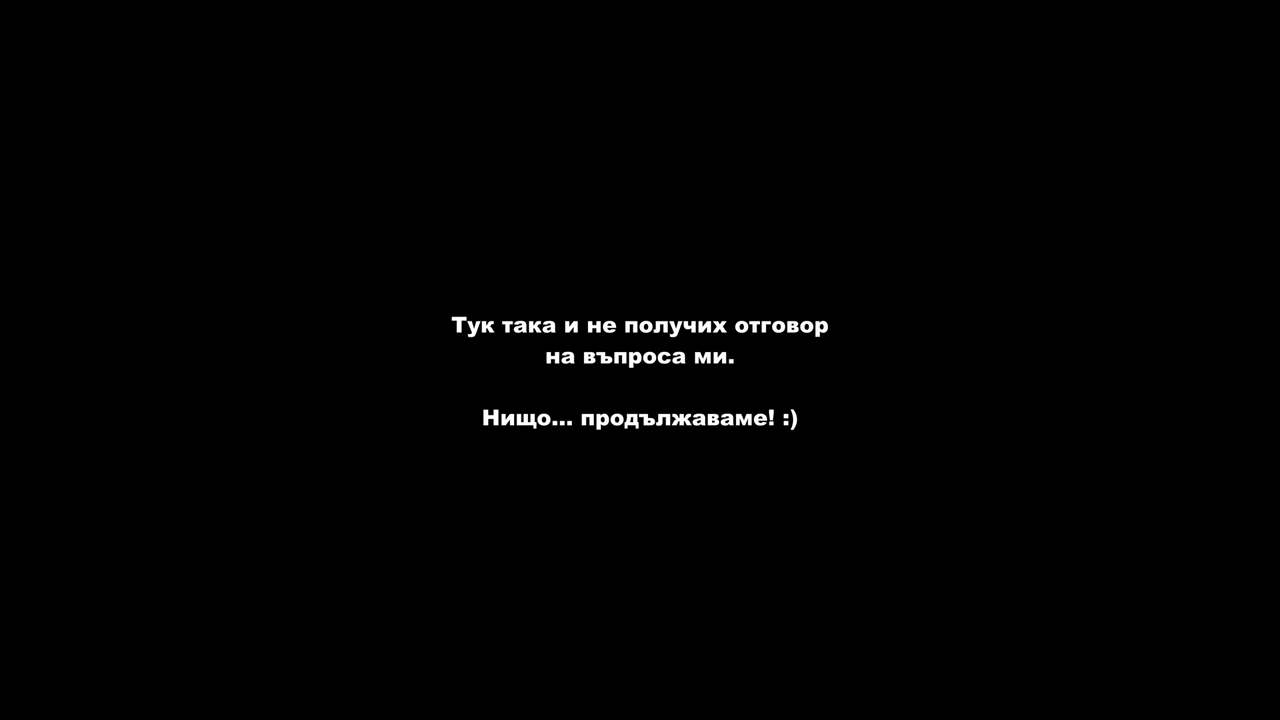 Тук така и не получих отговор
на въпроса ми.
Нищо... продължаваме! :)